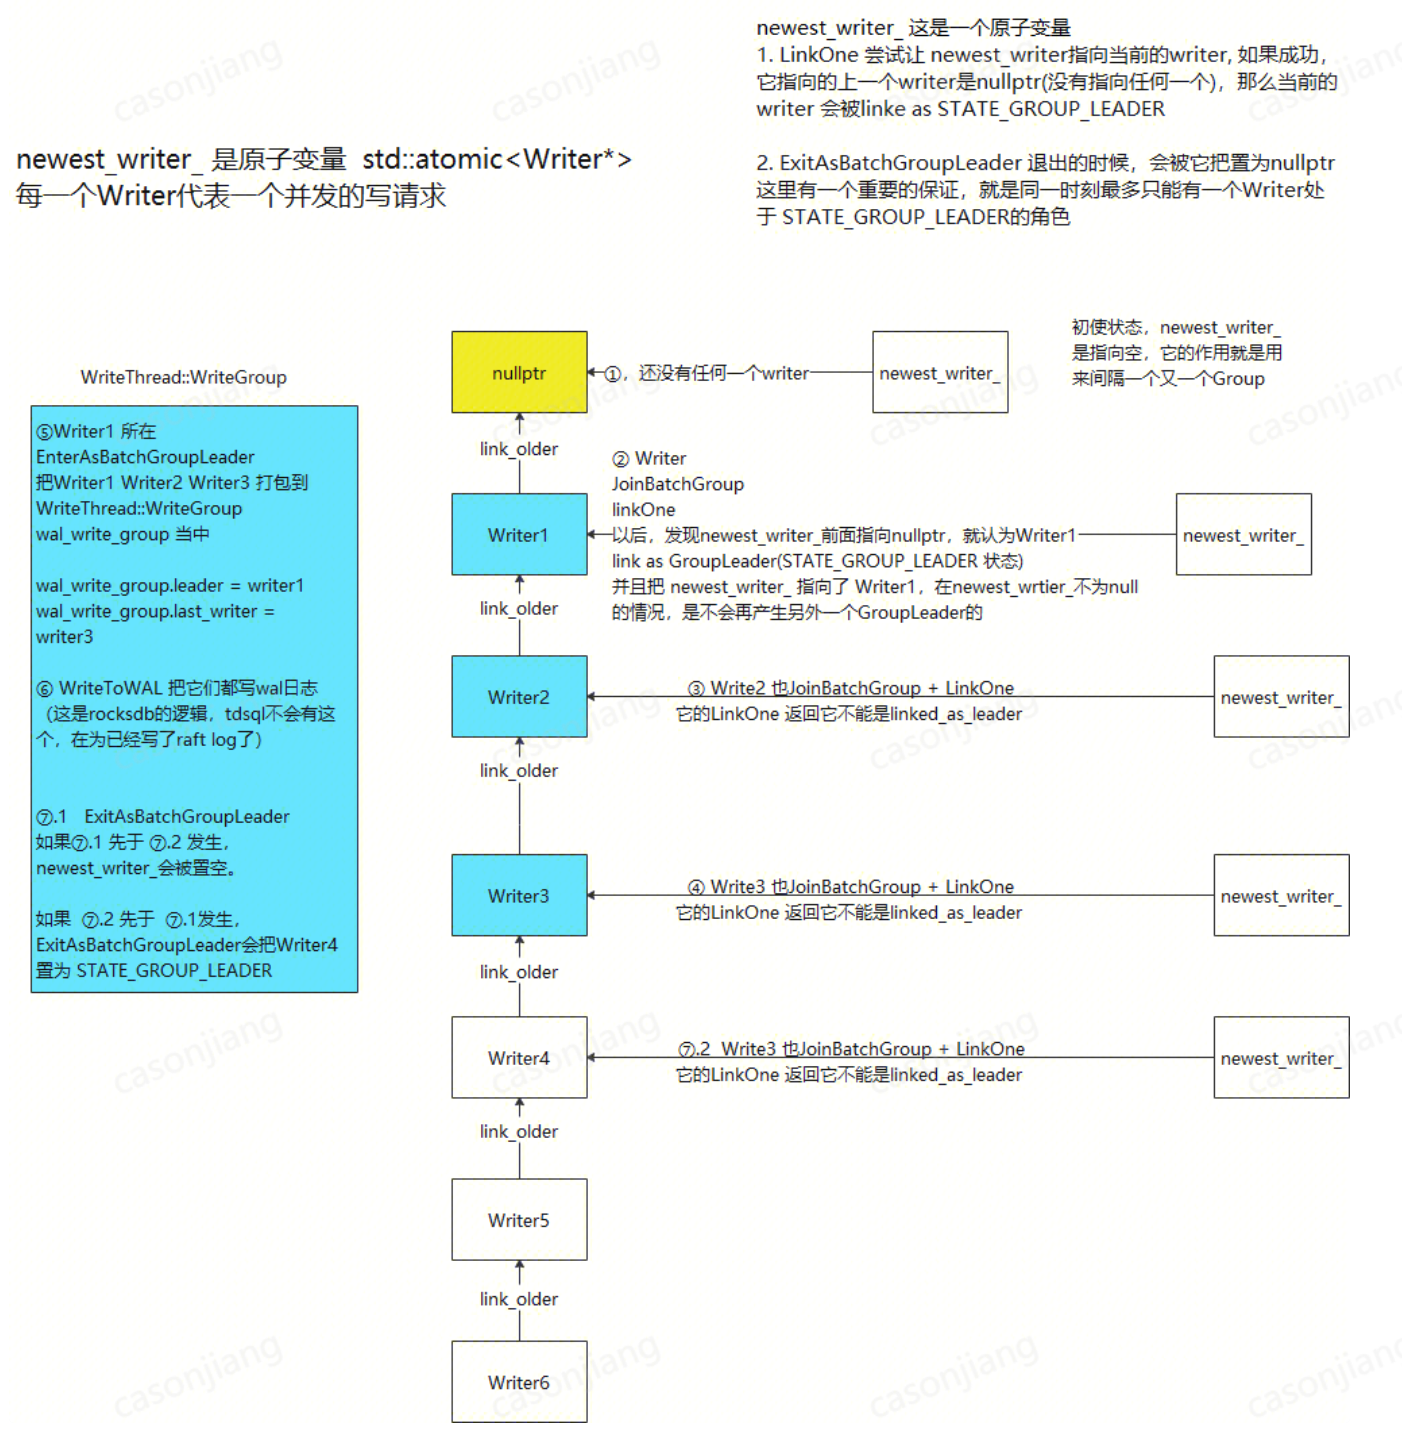 newest_writer_ 这是一个原子变量
1. LinkOne 尝试让 newest_writer指向当前的writer, 如果成功，
它指向的上一个writer是nullptr(没有指向任何一个)，那么当前的
writer 会被linke as STATE_GROUP_LEADER
2. ExitAsBatchGroupLeader 退出的时候，会被它把置为nullptr
这里有一个重要的保证，就是同一时刻最多只能有一个Writer处
于 STATE_GROUP_LEADER的角色
newest_writer_ 是原子变量 std::atomic<Writer*>
每一个Writer代表一个并发的写请求
初使状态，newest_writer_
是指向空，它的作用就是用
来间隔一个又一个Group
nullptr
①，还没有任何一个writer
newest_writer_
WriteThread::WriteGroup
⑤Writer1 所在
EnterAsBatchGroupLeader
把Writer1 Writer2 Writer3 打包到
WriteThread::WriteGroup
wal_write_group 当中
wal_write_group.leader = writer1
wal_write_group.last_writer =
writer3
⑥ WriteToWAL 把它们都写wal日志
（这是rocksdb的逻辑，tdsql不会有这
个，在为已经写了raft log了）
⑦.1 ExitAsBatchGroupLeader
如果⑦.1 先于 ⑦.2 发生，
newest_writer_会被置空。
如果 ⑦.2 先于 ⑦.1发生，
ExitAsBatchGroupLeader会把Writer4
置为 STATE_GROUP_LEADER
link_older
② Writer
JoinBatchGroup
linkOne
以后，发现newest_writer_前面指向nullptr，就认为Writer1
link as GroupLeader(STATE_GROUP_LEADER 状态)
并且把 newest_writer_ 指向了 Writer1，在newest_wrtier_不为null
的情况，是不会再产生另外一个GroupLeader的
Writer1
newest_writer_
link_older
Writer2
③ Write2 也JoinBatchGroup + LinkOne
它的LinkOne 返回它不能是linked_as_leader
newest_writer_
link_older
Writer3
④ Write3 也JoinBatchGroup + LinkOne
它的LinkOne 返回它不能是linked_as_leader
newest_writer_
link_older
Writer4
⑦.2 Write3 也JoinBatchGroup + LinkOne
它的LinkOne 返回它不能是linked_as_leader
newest_writer_
link_older
Writer5
link_older
Writer6
casonjiang